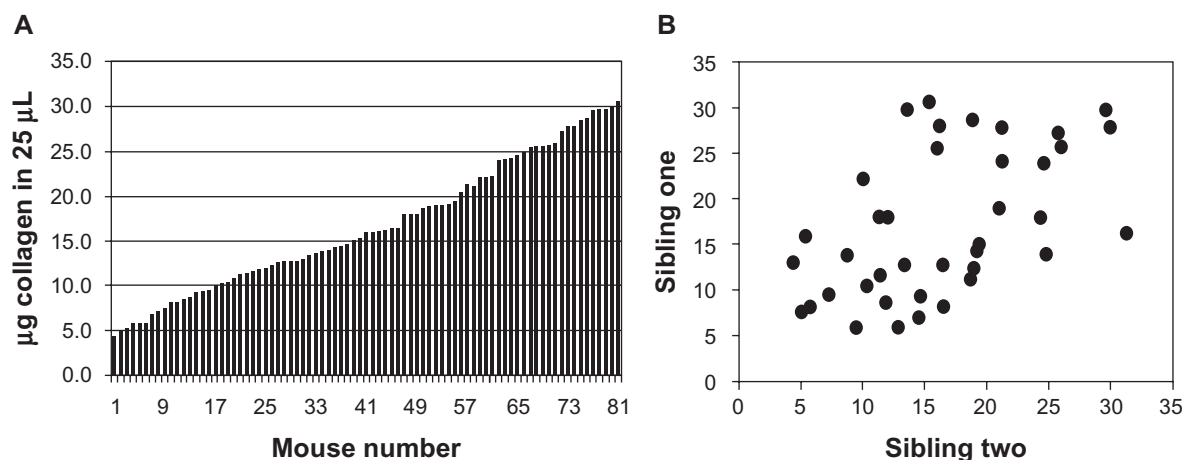 A
µg collagen in 25 µL
35.0
30.0
25.0
20.0
15.0
10.0
5.0
0.0
1 9 17 25 33 41 49 57 65 73 81
Mouse number
B
Sibling one
35
30
25
20
15
10
5
0
0 5 10 15 20 25 30 35
Sibling two